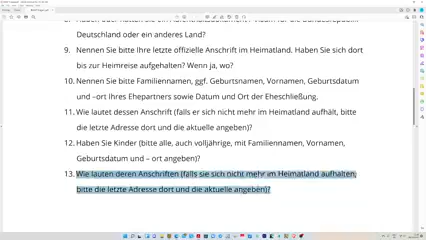 Deutschland oder ein anderes Land?
9. Nennen Sie bitte Ihre letzte offizielle Anschrift im Heimatland. Haben Sie sich dort
bis zur Heimreise aufgehalten? Wenn ja, wo?
10. Nennen Sie bitte Familiennamen, ggf. Geburtsnamen, Vornamen, Geburtsdatum
und –ort Ihres Ehepartners sowie Datum und Ort der Eheschließung.
11. Wie lautet dessen Anschrift (falls er sich nicht mehr im Heimatland aufhält, bitte
die letzte Adresse dort und die aktuelle angeben)?
12. Haben Sie Kinder (bitte alle, auch volljährige, mit Familiennamen, Vornamen,
Geburtsdatum und – ort angeben)?
13. Wie lauten deren Anschriften (falls sie sich nicht mehr im Heimatland aufhalten,
bitte die letzte Adresse dort und die aktuelle angeben)?